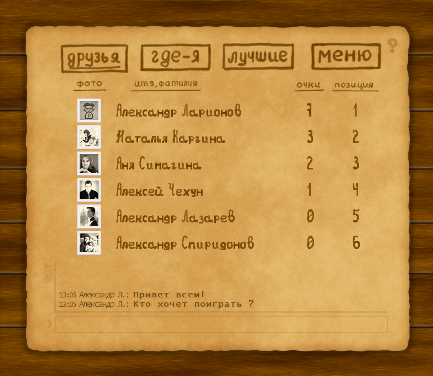 друзья где-я лучшие меню
?
фото имя,фамилия очки позиция
Александр Ларионов 7 1
Наталья Каргина 3 2
Аня Симагина 2 3
Алексей Чехун 1 4
Александр Лазарев 0 5
Александр Спиридонов 0 6
13:05 Александр Л.: Привет всем!
13:05 Александр Л.: Кто хочет поиграть ?